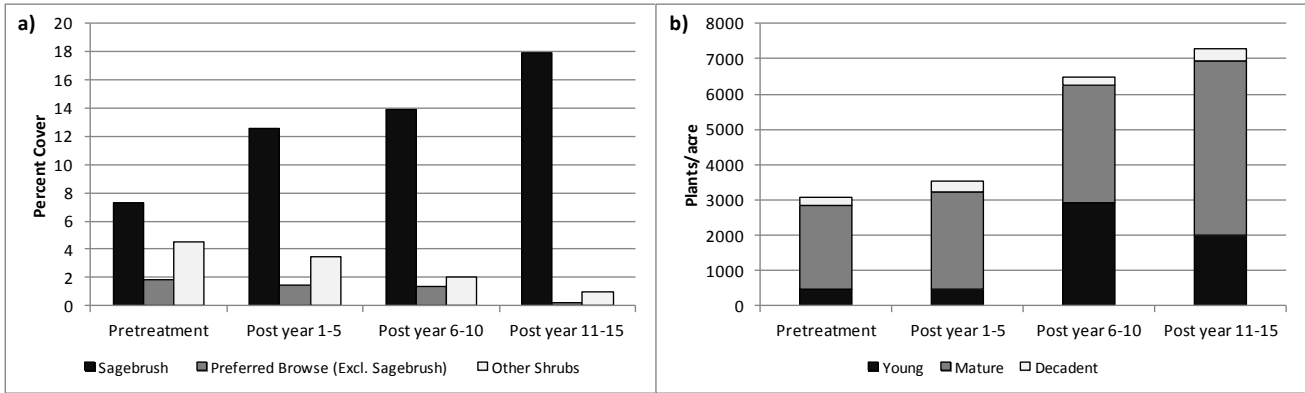 a)
Percent Cover
20
18
16
14
12
10
8
6
4
2
0
Pretreatment Post year 1-5 Post year 6-10 Post year 11-15
Sagebrush Preferred Browse (Excl. Sagebrush) Other Shrubs
b)
Plants/acre
8000
7000
6000
5000
4000
3000
2000
1000
0
Pretreatment Post year 1-5 Post year 6-10 Post year 11-15
Young Mature Decadent